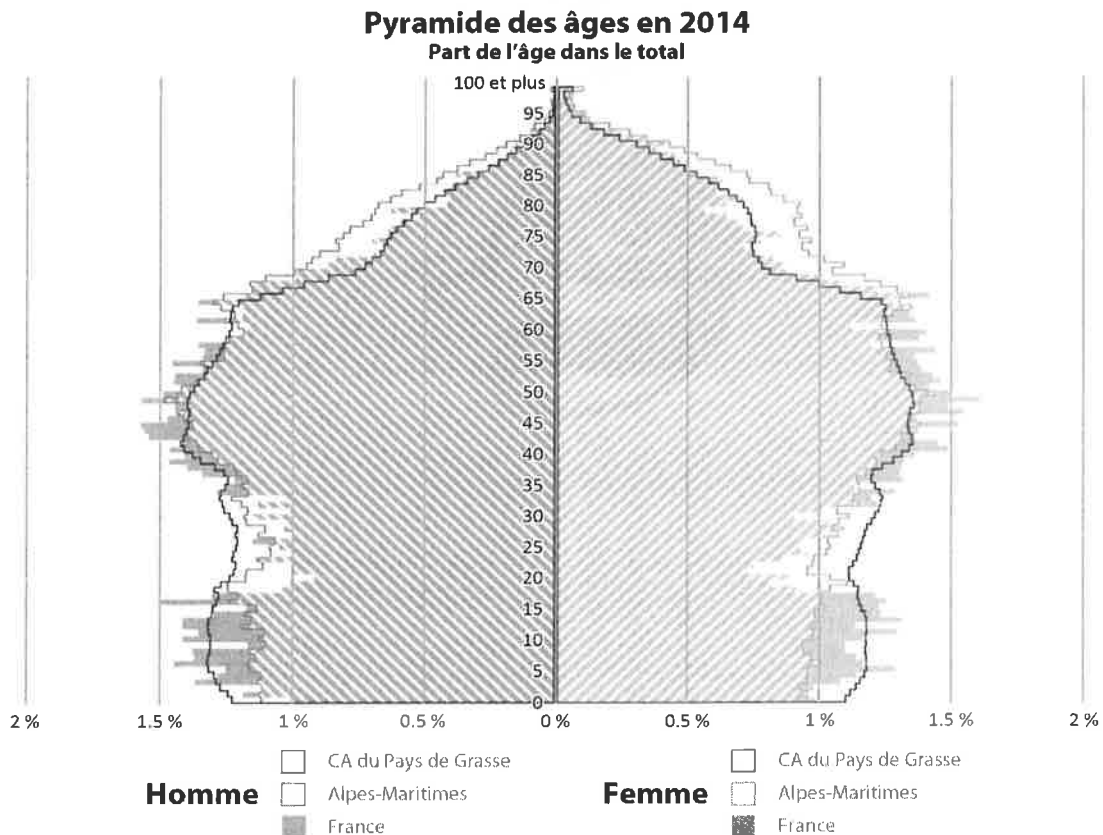 Pyramide des âges en 2014
Part de l'âge dans le total
100 et plus
95
90
85
80
75
70
65
60
55
50
45
40
35
30
25
20
15
10
5
0
2 % 1.5 % 1 % 0.5 % 0 % 0.5 % 1 % 1.5 % 2 %
Homme
CA du Pays de Grasse
Alpes-Maritimes
France
Femme
CA du Pays de Grasse
Alpes-Maritimes
France